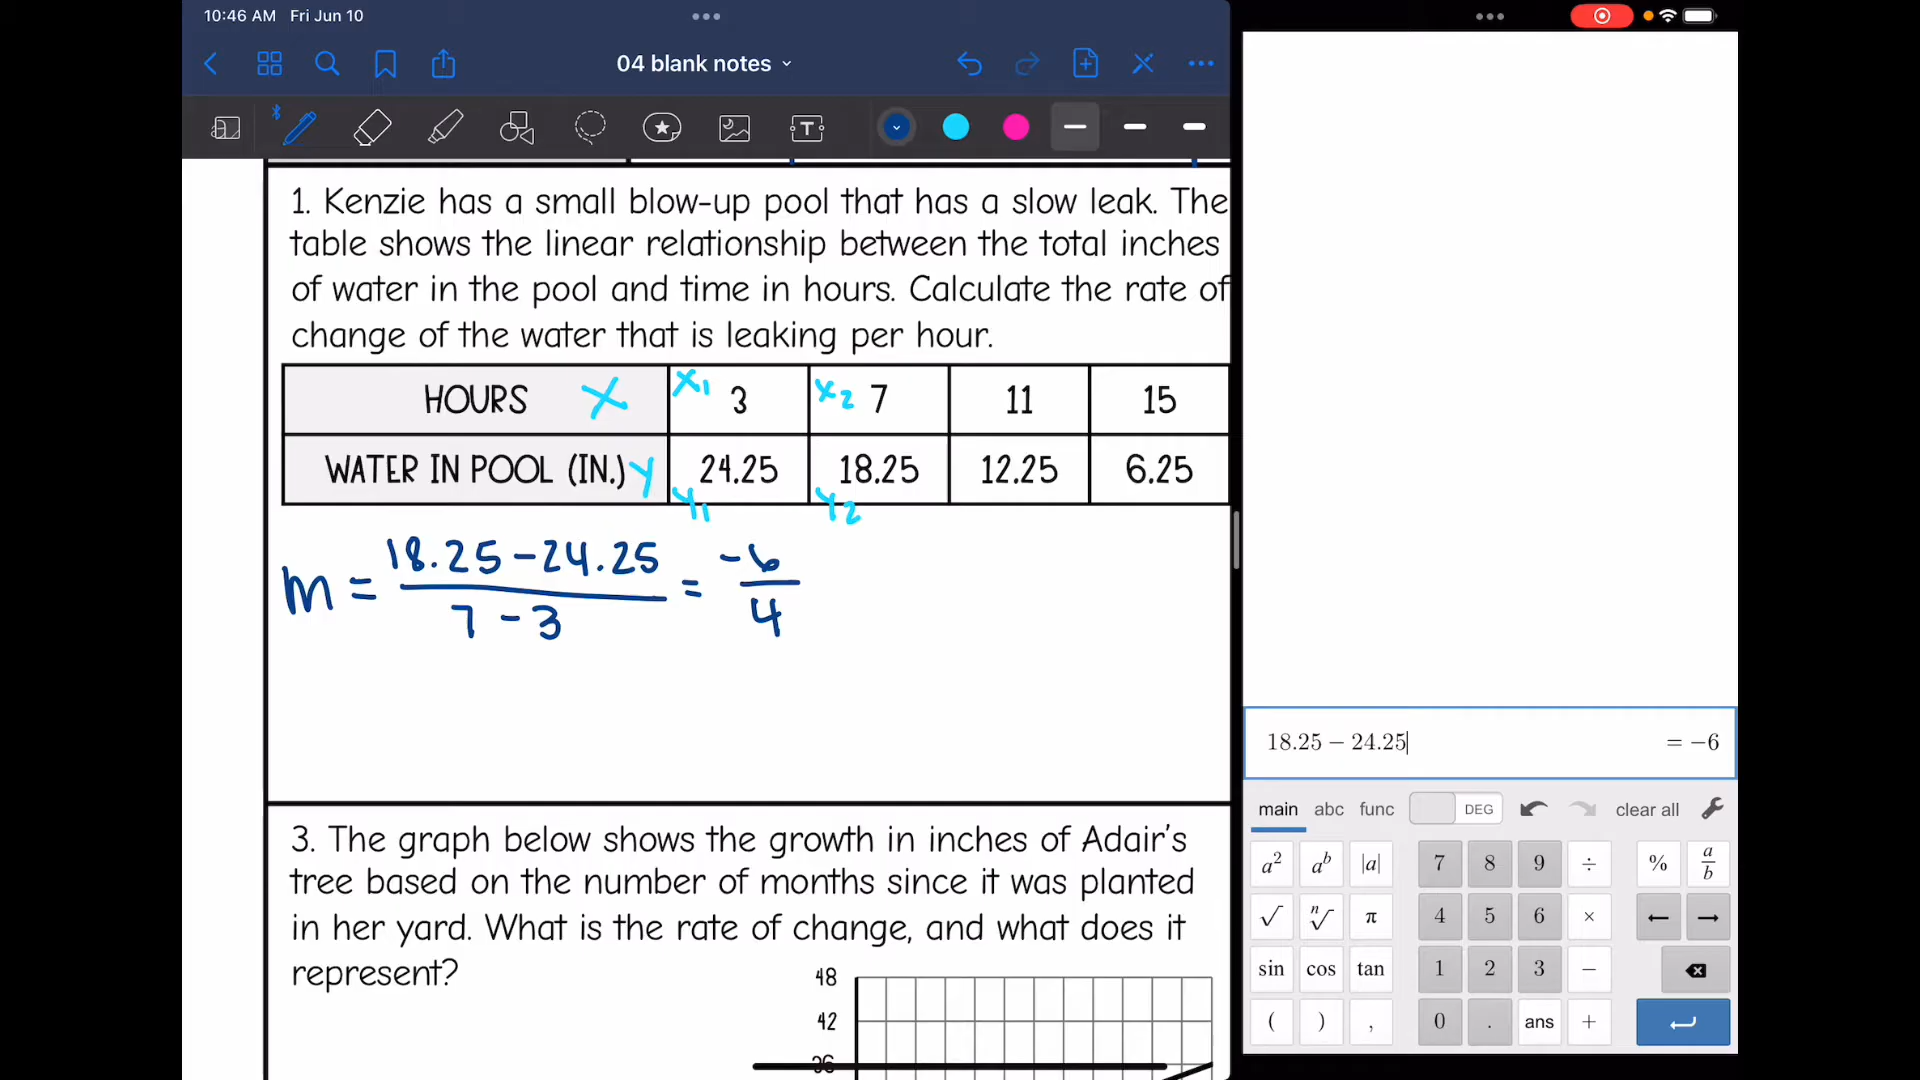 10:46 AM Fri Jun 10
04 blank notes
T
1. Kenzie has a small blow-up pool that has a slow leak. The
table shows the linear relationship between the total inches
of water in the pool and time in hours. Calculate the rate of
change of the water that is leaking per hour.
HOURS X X1 3 X2 7 11 15
WATER IN POOL (IN.) Y 24.25 18.25 12.25 6.25
Y1 Y2
m = 18.25 - 24.25 / 7 - 3 = -6 / 4
3. The graph below shows the growth in inches of Adair's
tree based on the number of months since it was planted
in her yard. What is the rate of change, and what does it
represent?
48
42
36
18.25 − 24.25 = −6
main abc func DEG clear all
a² aᵇ |a| 7 8 9 ÷ % a/b
√ ⁿ√ π 4 5 6 × ← →
sin cos tan 1 2 3 −
( ) , 0 . ans +